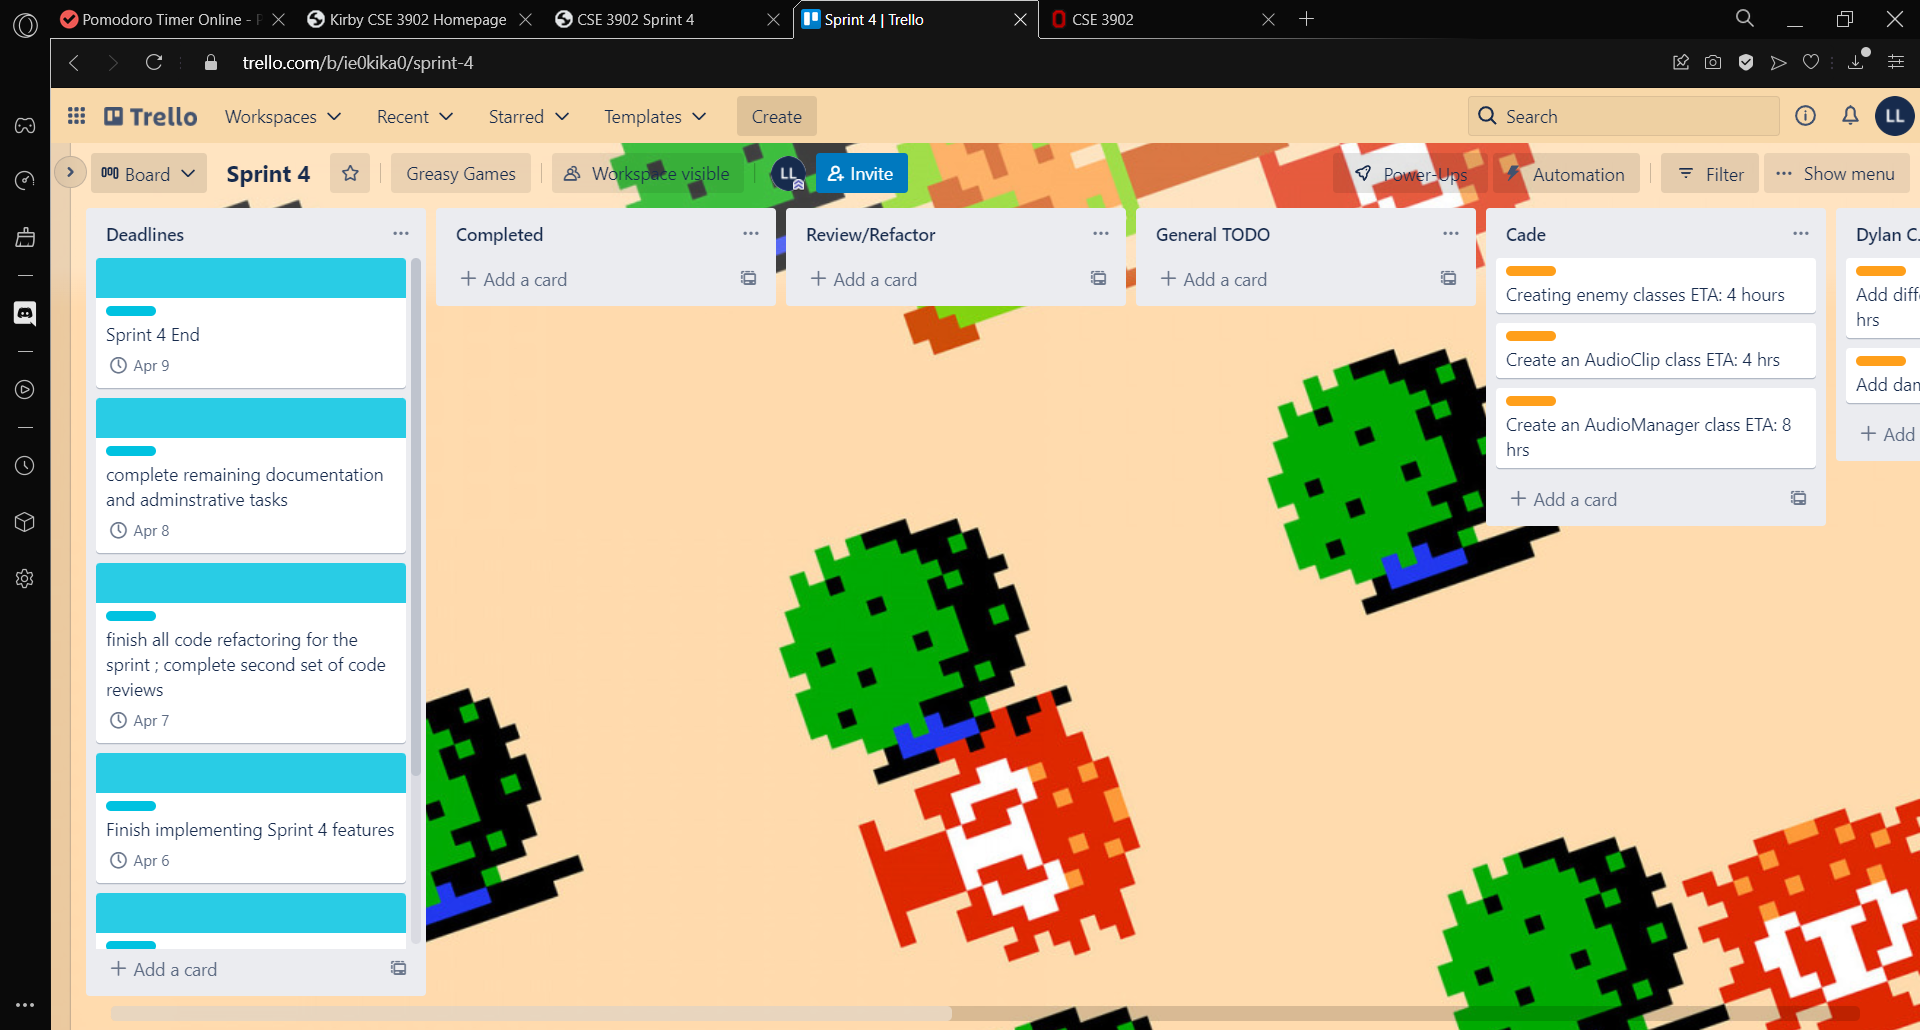 Pomodoro Timer Online -
Kirby CSE 3902 Homepage
CSE 3902 Sprint 4
Sprint 4 | Trello
CSE 3902
trello.com/b/ie0kika0/sprint-4
Trello
Workspaces
Recent
Starred
Templates
Create
Search
LL
Board
Sprint 4
Greasy Games
Workspace visible
LL
Invite
Power-Ups
Automation
Filter
Show menu
Deadlines
Sprint 4 End
Apr 9
complete remaining documentation
and adminstrative tasks
Apr 8
finish all code refactoring for the
sprint ; complete second set of code
reviews
Apr 7
Finish implementing Sprint 4 features
Apr 6
Add a card
Completed
Add a card
Review/Refactor
Add a card
General TODO
Add a card
Cade
Creating enemy classes ETA: 4 hours
Create an AudioClip class ETA: 4 hrs
Create an AudioManager class ETA: 8
hrs
Add a card
Dylan C.
Add
hrs
Add
Add